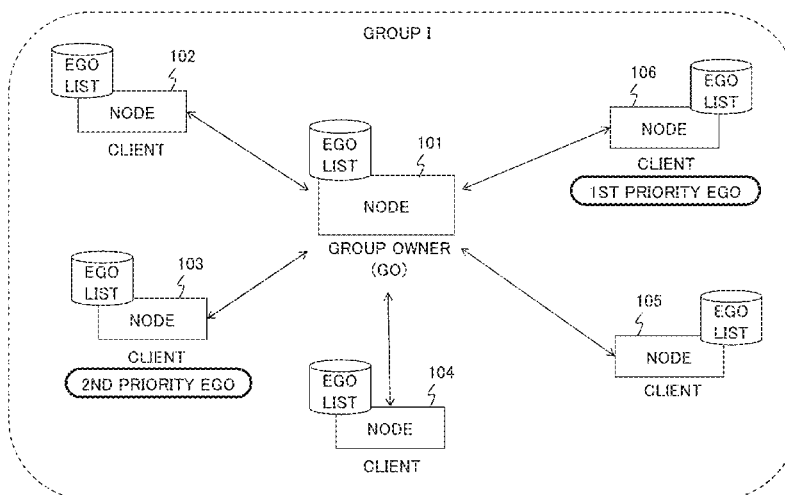 GROUP I
EGO
LIST
102
NODE
CLIENT
106
EGO
LIST
NODE
CLIENT
1ST PRIORITY EGO
EGO
LIST
101
NODE
GROUP OWNER
(GO)
EGO
LIST
103
NODE
CLIENT
2ND PRIORITY EGO
EGO
LIST
104
NODE
CLIENT
105
EGO
LIST
NODE
CLIENT